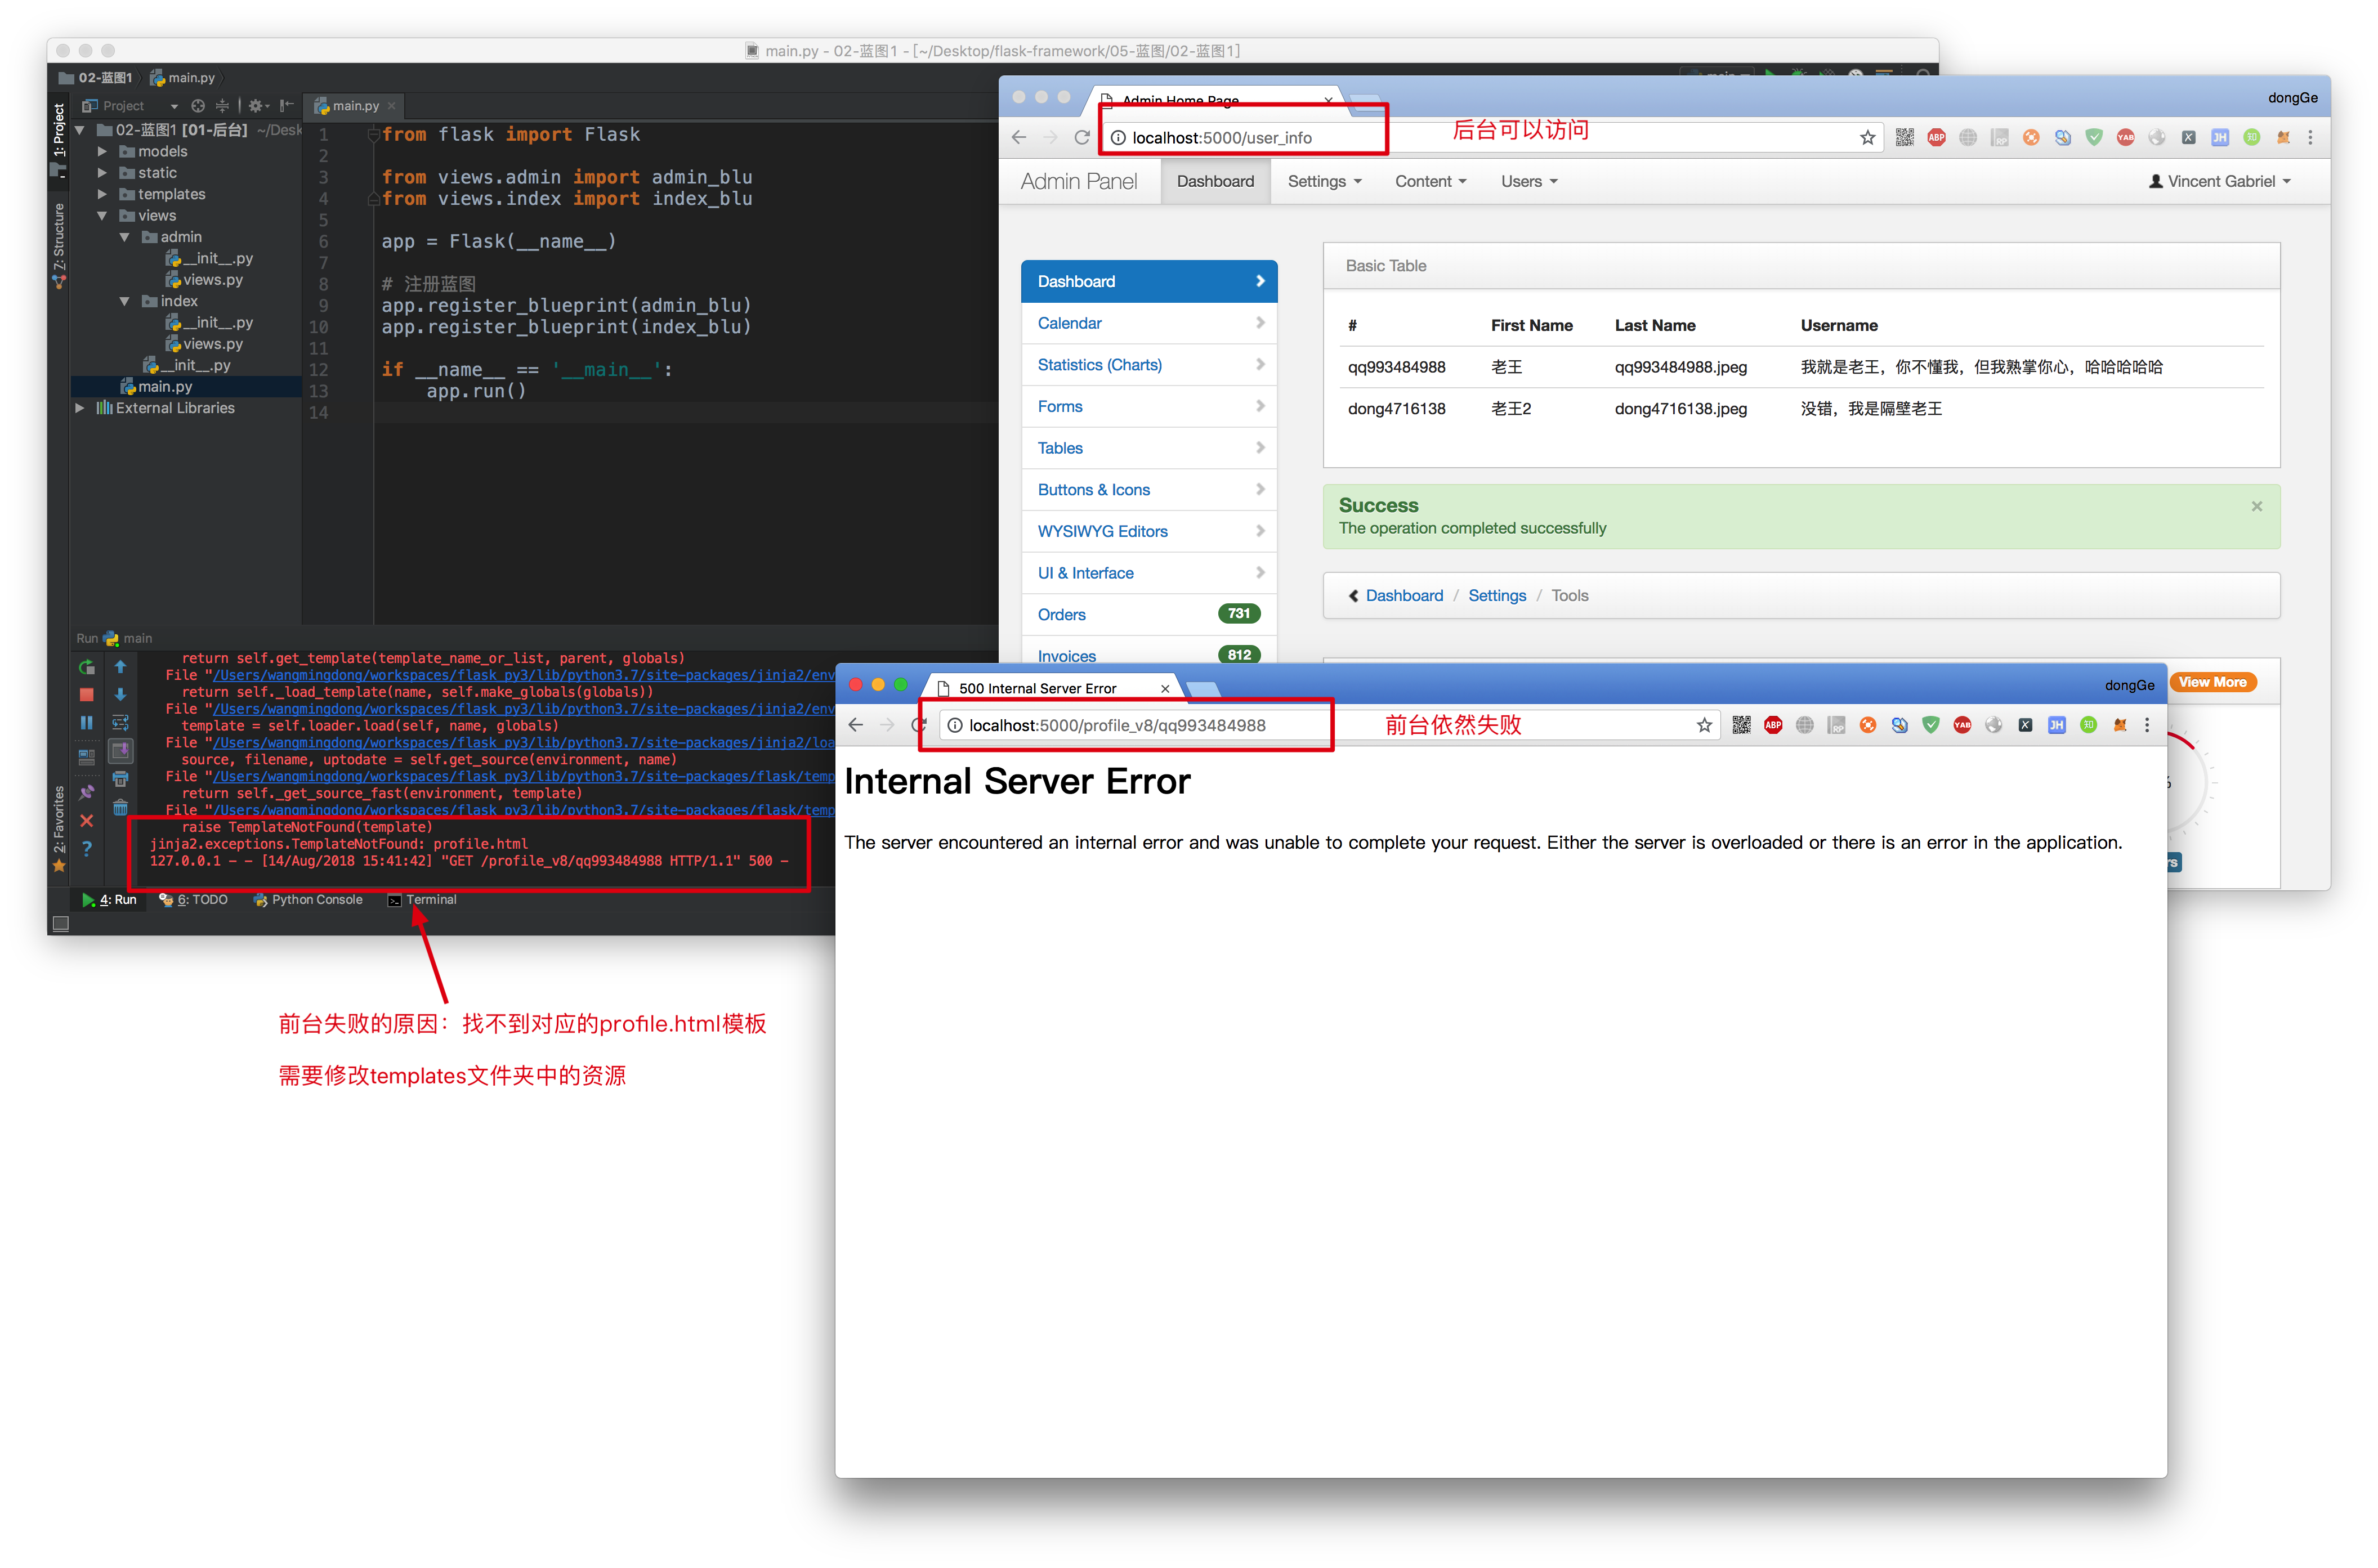 main.py - 02-蓝图1 - [~/Desktop/flask-framework/05-蓝图/02-蓝图1]
02-蓝图1
main.py
1: Project
7: Structure
2: Favorites
Project
main.py
02-蓝图1 [01-后台] ~/Desk
models
static
templates
views
admin
__init__.py
views.py
index
__init__.py
views.py
__init__.py
main.py
External Libraries
1 from flask import Flask
2
3 from views.admin import admin_blu
4 from views.index import index_blu
5
6 app = Flask(__name__)
7
8 # 注册蓝图
9 app.register_blueprint(admin_blu)
10 app.register_blueprint(index_blu)
11
12 if __name__ == '__main__':
13 app.run()
14
Run main
return self.get_template(template_name_or_list, parent, globals)
File "/Users/wangmingdong/workspaces/flask_py3/lib/python3.7/site-packages/jinja2/env
return self._load_template(name, self.make_globals(globals))
File "/Users/wangmingdong/workspaces/flask_py3/lib/python3.7/site-packages/jinja2/env
template = self.loader.load(self, name, globals)
File "/Users/wangmingdong/workspaces/flask_py3/lib/python3.7/site-packages/jinja2/loa
source, filename, uptodate = self.get_source(environment, name)
File "/Users/wangmingdong/workspaces/flask_py3/lib/python3.7/site-packages/flask/temp
return self._get_source_fast(environment, template)
File "/Users/wangmingdong/workspaces/flask_py3/lib/python3.7/site-packages/flask/temp
raise TemplateNotFound(template)
jinja2.exceptions.TemplateNotFound: profile.html
127.0.0.1 - - [14/Aug/2018 15:41:42] "GET /profile_v8/qq993484988 HTTP/1.1" 500 -
4: Run
6: TODO
Python Console
Terminal
前台失败的原因：找不到对应的profile.html模板
需要修改templates文件夹中的资源
Admin Home Page
dongGe
localhost:5000/user_info
后台可以访问
ABP
RP
YAB
X
JH
知
Admin Panel
Dashboard
Settings
Content
Users
Vincent Gabriel
Dashboard
Calendar
Statistics (Charts)
Forms
Tables
Buttons & Icons
WYSIWYG Editors
UI & Interface
Orders 731
Invoices 812
Basic Table
# First Name Last Name Username
qq993484988 老王 qq993484988.jpeg 我就是老王，你不懂我，但我熟掌你心，哈哈哈哈哈
dong4716138 老王2 dong4716138.jpeg 没错，我是隔壁老王
Success
The operation completed successfully
Dashboard / Settings / Tools
View More
500 Internal Server Error
dongGe
localhost:5000/profile_v8/qq993484988
前台依然失败
ABP
RP
YAB
X
JH
知
Internal Server Error
The server encountered an internal error and was unable to complete your request. Either the server is overloaded or there is an error in the application.